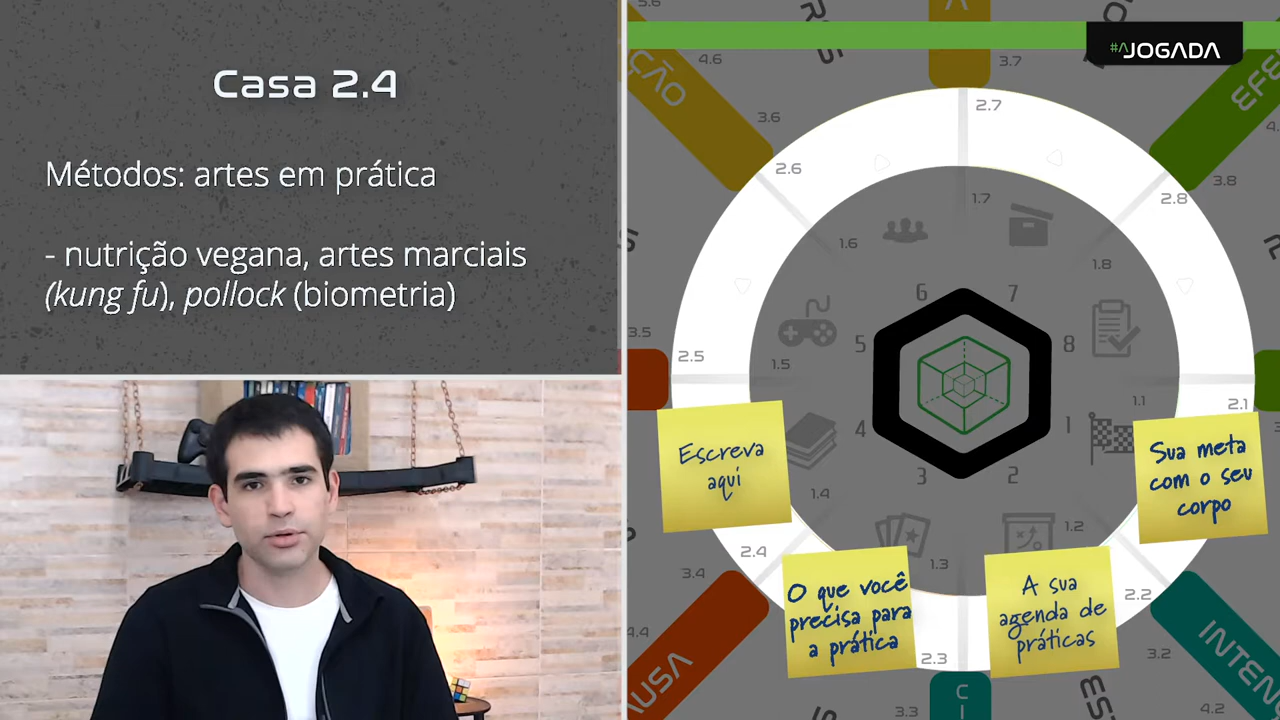 Casa 2.4
Métodos: artes em prática
- nutrição vegana, artes marciais
(kung fu), pollock (biometria)
#AJOGADA
ÇÃO
EFE
4.6
3.7
3.6
2.7
2.6
3.8
2.8
1.7
1.6
1.8
6
7
3.5
2.5
5
8
1.5
1.1
2.1
4
1
3
2
Escreva
aqui
Sua meta
com o seu
corpo
1.4
1.2
2.4
1.3
3.4
2.2
O que você
precisa para
a prática
A sua
agenda de
práticas
2.3
3.2
4.4
USA
INTEN
3.3
CI
ES
4.2